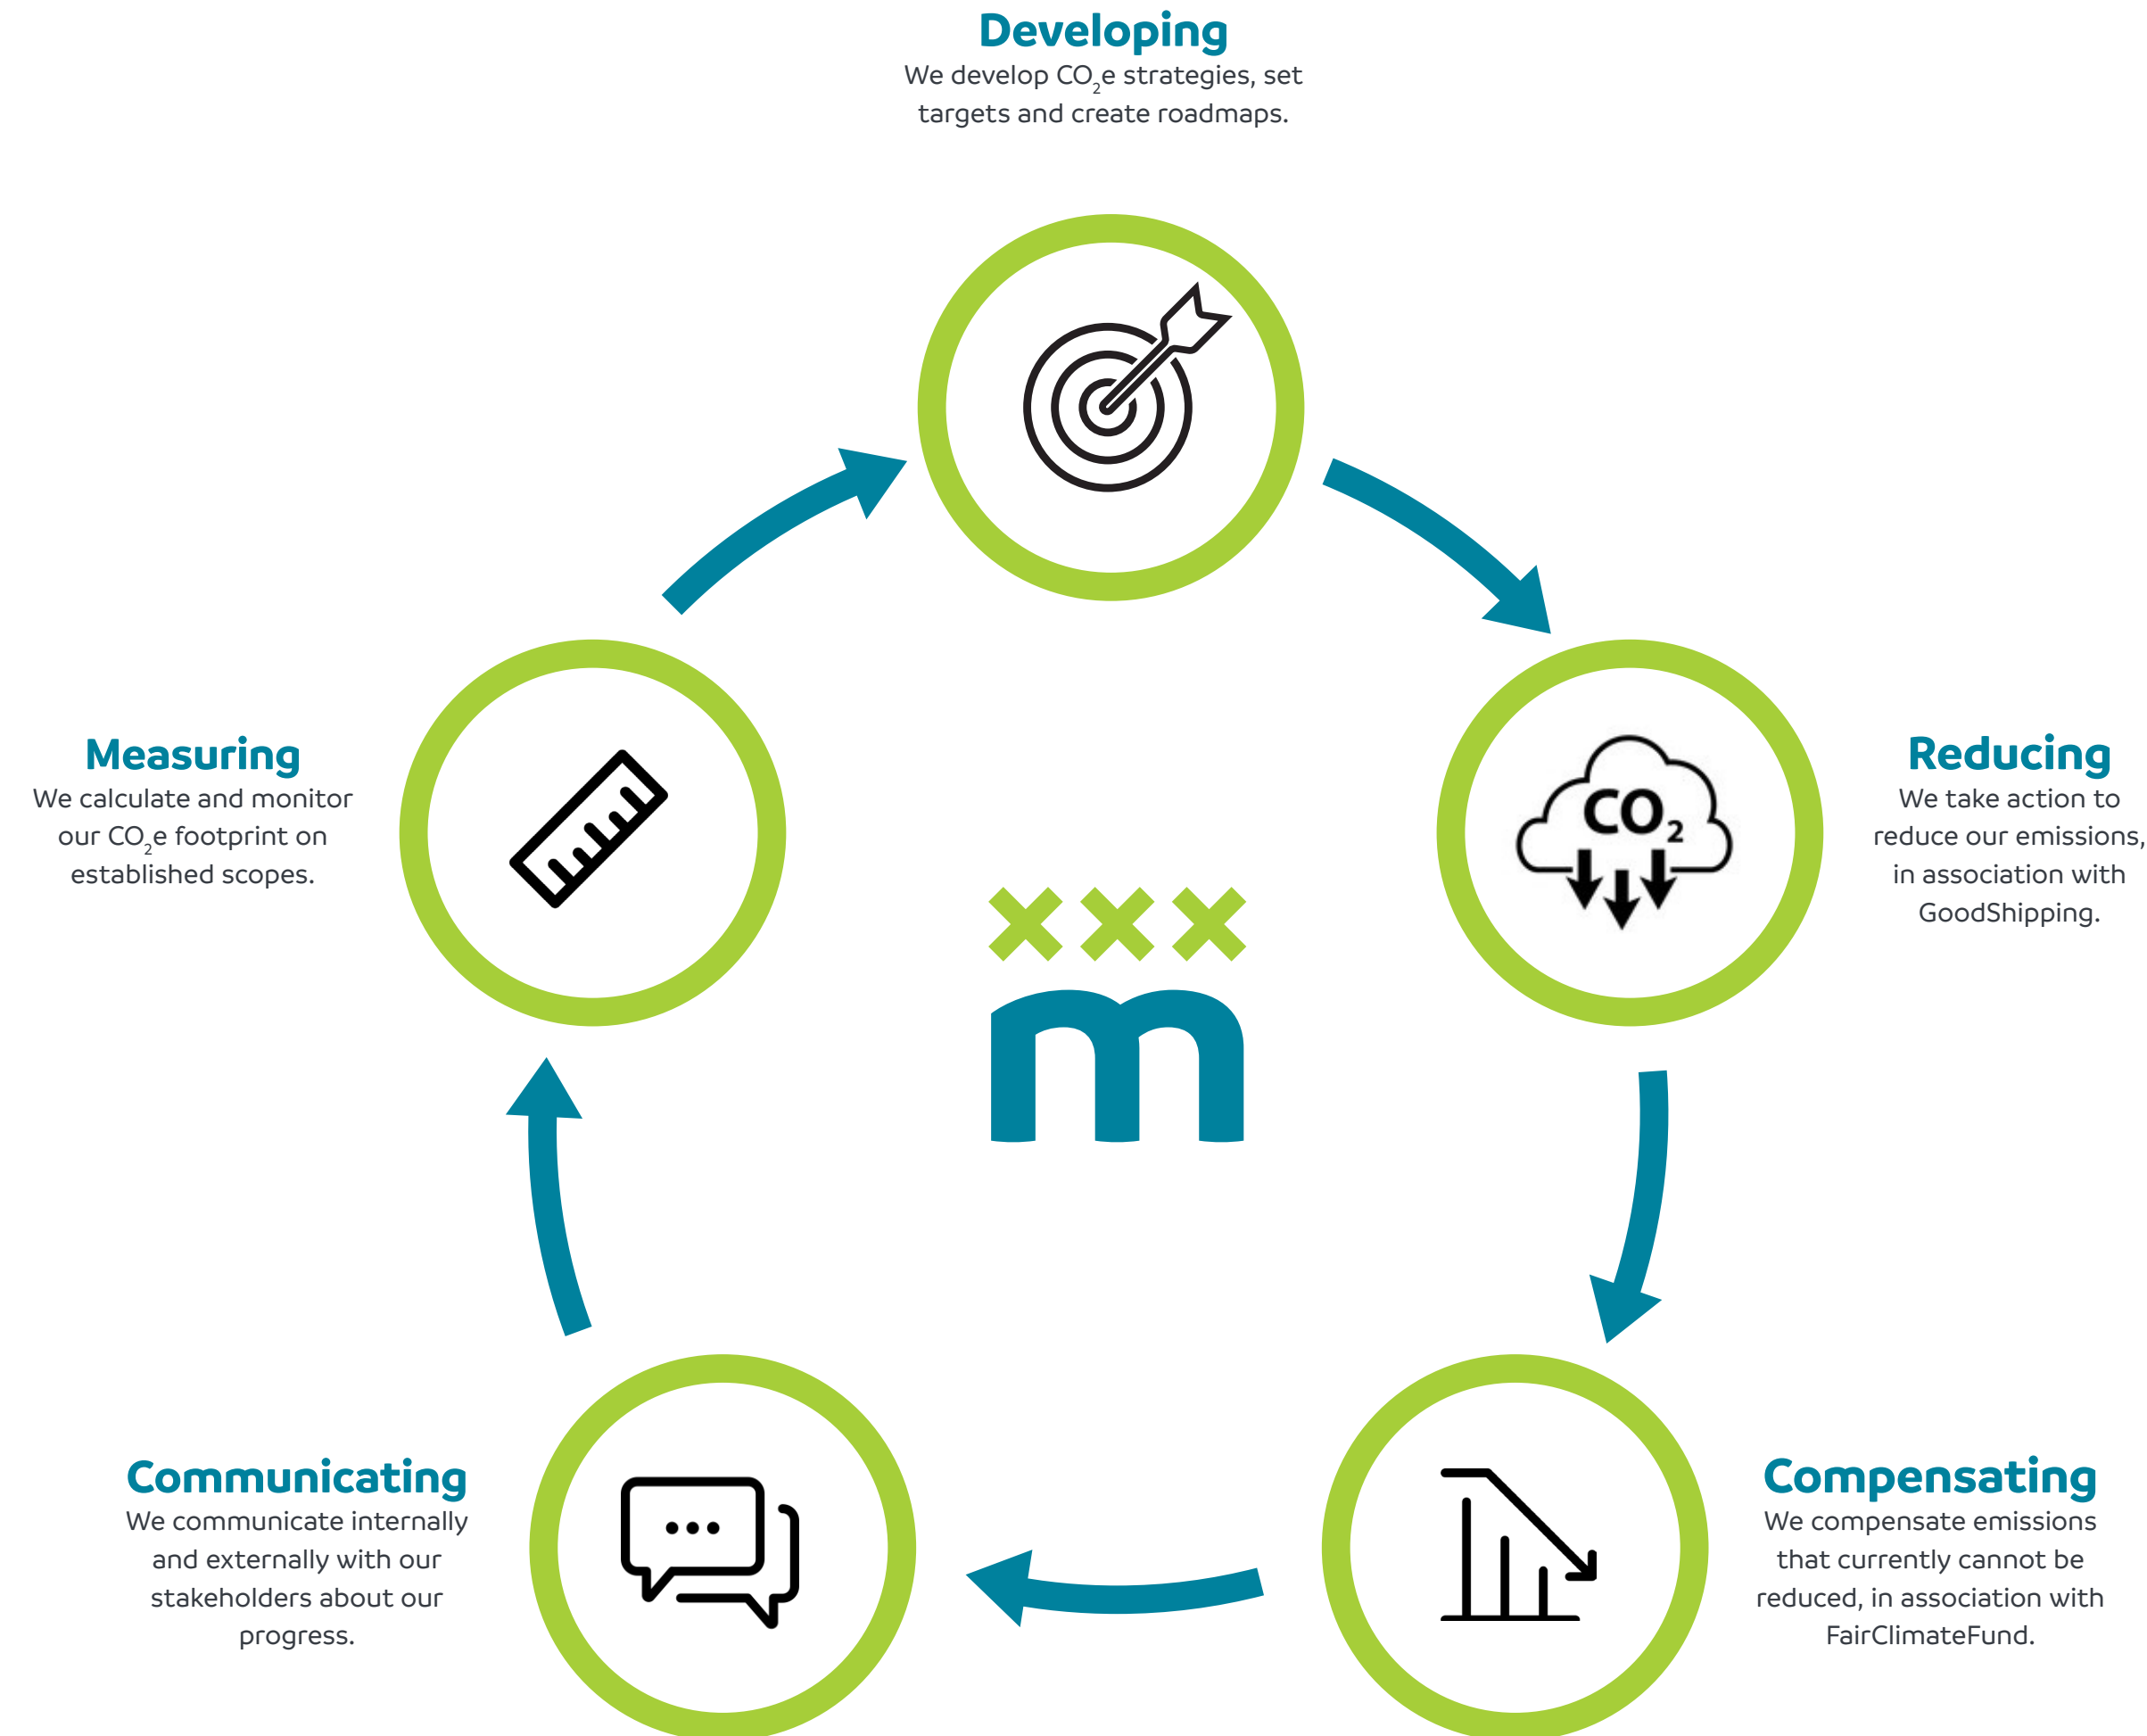 Developing
We develop CO₂e strategies, set
targets and create roadmaps.
Measuring
We calculate and monitor
our CO₂e footprint on
established scopes.
CO₂
Reducing
We take action to
reduce our emissions,
in association with
GoodShipping.
xxx
m
Communicating
We communicate internally
and externally with our
stakeholders about our
progress.
Compensating
We compensate emissions
that currently cannot be
reduced, in association with
FairClimateFund.